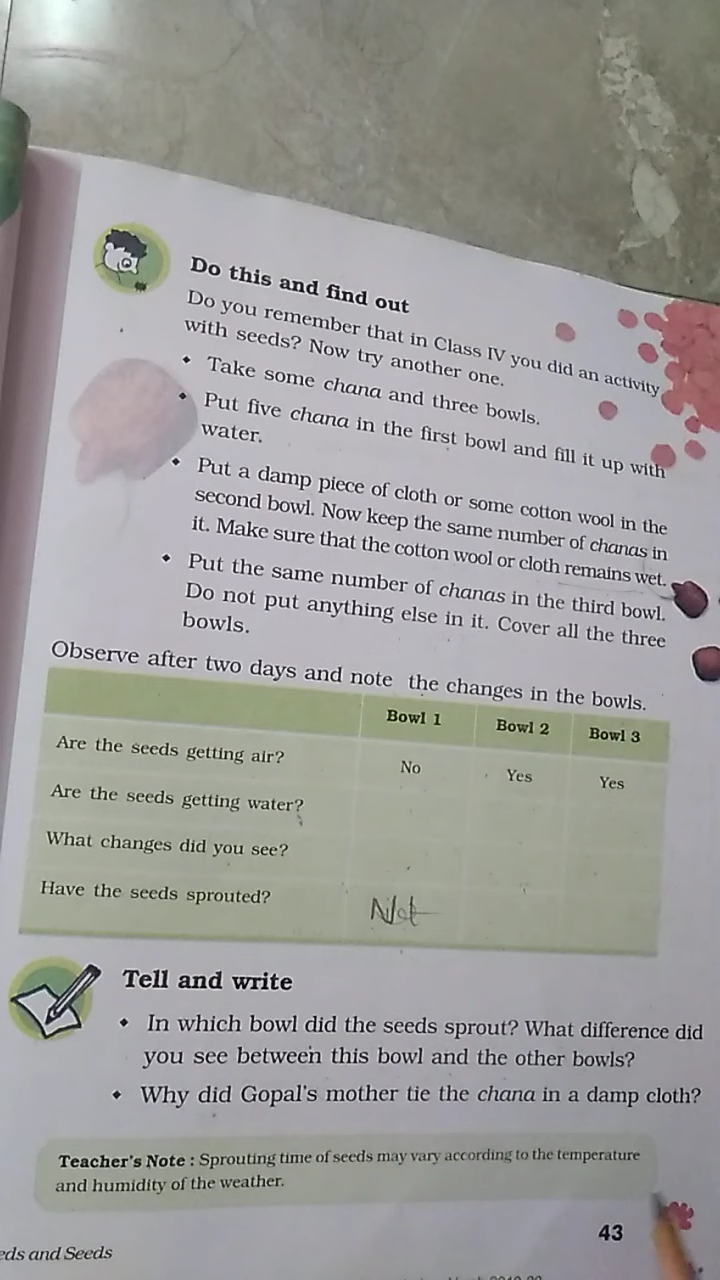 Do this and find out
Do you remember that in Class IV you did an activity
with seeds? Now try another one.
• Take some chana and three bowls.
• Put five chana in the first bowl and fill it up with
water.
• Put a damp piece of cloth or some cotton wool in the
second bowl. Now keep the same number of chanas in
it. Make sure that the cotton wool or cloth remains wet.
• Put the same number of chanas in the third bowl.
Do not put anything else in it. Cover all the three
bowls.
Observe after two days and note the changes in the bowls.
Bowl 1 Bowl 2 Bowl 3
Are the seeds getting air? No Yes Yes
Are the seeds getting water?
What changes did you see?
Have the seeds sprouted? Not
Tell and write
• In which bowl did the seeds sprout? What difference did
you see between this bowl and the other bowls?
• Why did Gopal's mother tie the chana in a damp cloth?
Teacher's Note : Sprouting time of seeds may vary according to the temperature
and humidity of the weather.
43
eds and Seeds